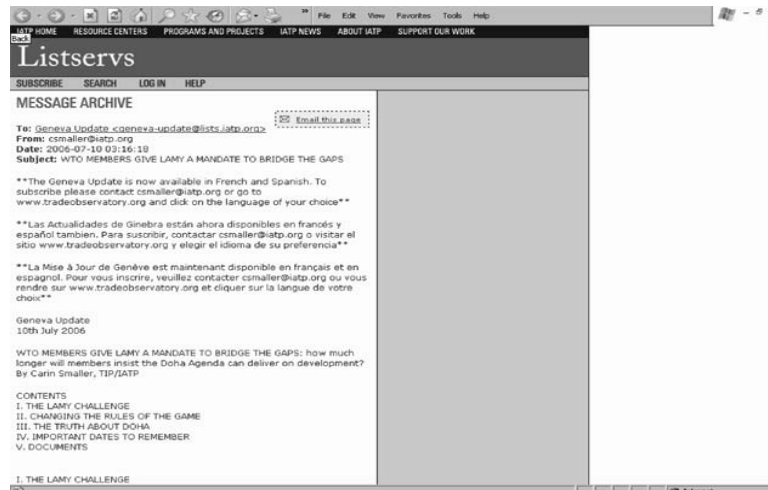 File Edit View Favorites Tools Help
IATP HOME RESOURCE CENTERS PROGRAMS AND PROJECTS IATP NEWS ABOUT IATP SUPPORT OUR WORK
Back
Listservs
SUBSCRIBE SEARCH LOG IN HELP
MESSAGE ARCHIVE
Email this page
To: Geneva Update <geneva-update@lists.iatp.org>
From: csmaller@iatp.org
Date: 2006-07-10 03:16:18
Subject: WTO MEMBERS GIVE LAMY A MANDATE TO BRIDGE THE GAPS
**The Geneva Update is now available in French and Spanish. To
subscribe please contact csmaller@iatp.org or go to
www.tradeobservatory.org and click on the language of your choice**
**Las Actualidades de Ginebra están ahora disponibles en francés y
español tambien. Para suscribir, contactar csmaller@iatp.org o visitar el
sitio www.tradeobservatory.org y elegir el idioma de su preferencia**
**La Mise à Jour de Genève est maintenant disponible en français et en
espagnol. Pour vous inscrire, veuillez contacter csmaller@iatp.org ou vous
rendre sur www.tradeobservatory.org et cliquer sur la langue de votre
choix**
Geneva Update
10th July 2006
WTO MEMBERS GIVE LAMY A MANDATE TO BRIDGE THE GAPS: how much
longer will members insist the Doha Agenda can deliver on development?
By Carin Smaller, TIP/IATP
CONTENTS
I. THE LAMY CHALLENGE
II. CHANGING THE RULES OF THE GAME
III. THE TRUTH ABOUT DOHA
IV. IMPORTANT DATES TO REMEMBER
V. DOCUMENTS
I. THE LAMY CHALLENGE